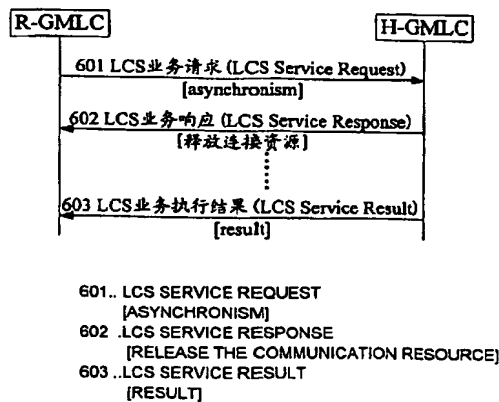 R-GMLC H-GMLC
601 LCS业务请求 (LCS Service Request)
[asynchronism]
602 LCS业务响应 (LCS Service Response)
[释放连接资源]
603 LCS业务执行结果 (LCS Service Result)
[result]
601.. LCS SERVICE REQUEST
[ASYNCHRONISM]
602 .LCS SERVICE RESPONSE
[RELEASE THE COMMUNICATION RESOURCE]
603 ..LCS SERVICE RESULT
[RESULT]